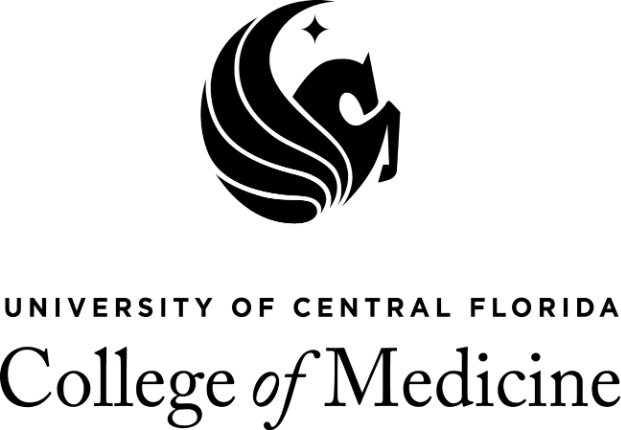 UNIVERSITY OF CENTRAL FLORIDA
College of Medicine